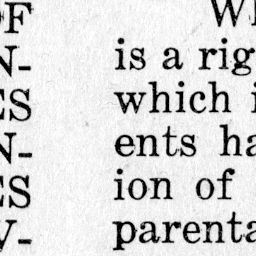 OF
N-
ES
N-
ES
V-
Wh
is a rig
which i
ents ha
ion of
parenta